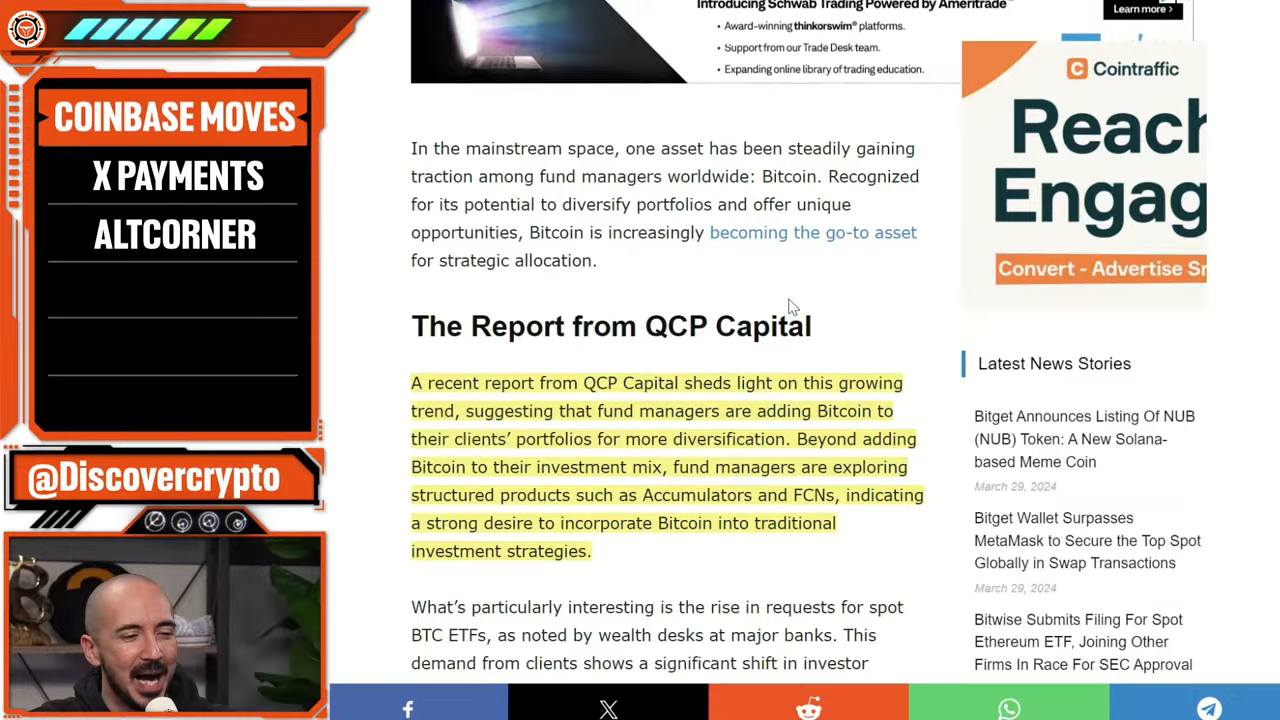 COINBASE MOVES
X PAYMENTS
ALTCORNER
@Discovercrypto
Introducing Schwab Trading Powered by Ameritrade™
• Award-winning thinkorswim® platforms.
• Support from our Trade Desk team.
• Expanding online library of trading education.
Learn more >
In the mainstream space, one asset has been steadily gaining
traction among fund managers worldwide: Bitcoin. Recognized
for its potential to diversify portfolios and offer unique
opportunities, Bitcoin is increasingly becoming the go-to asset
for strategic allocation.
The Report from QCP Capital
A recent report from QCP Capital sheds light on this growing
trend, suggesting that fund managers are adding Bitcoin to
their clients’ portfolios for more diversification. Beyond adding
Bitcoin to their investment mix, fund managers are exploring
structured products such as Accumulators and FCNs, indicating
a strong desire to incorporate Bitcoin into traditional
investment strategies.
What’s particularly interesting is the rise in requests for spot
BTC ETFs, as noted by wealth desks at major banks. This
demand from clients shows a significant shift in investor
Cointraffic
Reach
Engag
Convert - Advertise Sr
Latest News Stories
Bitget Announces Listing Of NUB
(NUB) Token: A New Solana-
based Meme Coin
March 29, 2024
Bitget Wallet Surpasses
MetaMask to Secure the Top Spot
Globally in Swap Transactions
March 29, 2024
Bitwise Submits Filing For Spot
Ethereum ETF, Joining Other
Firms In Race For SEC Approval